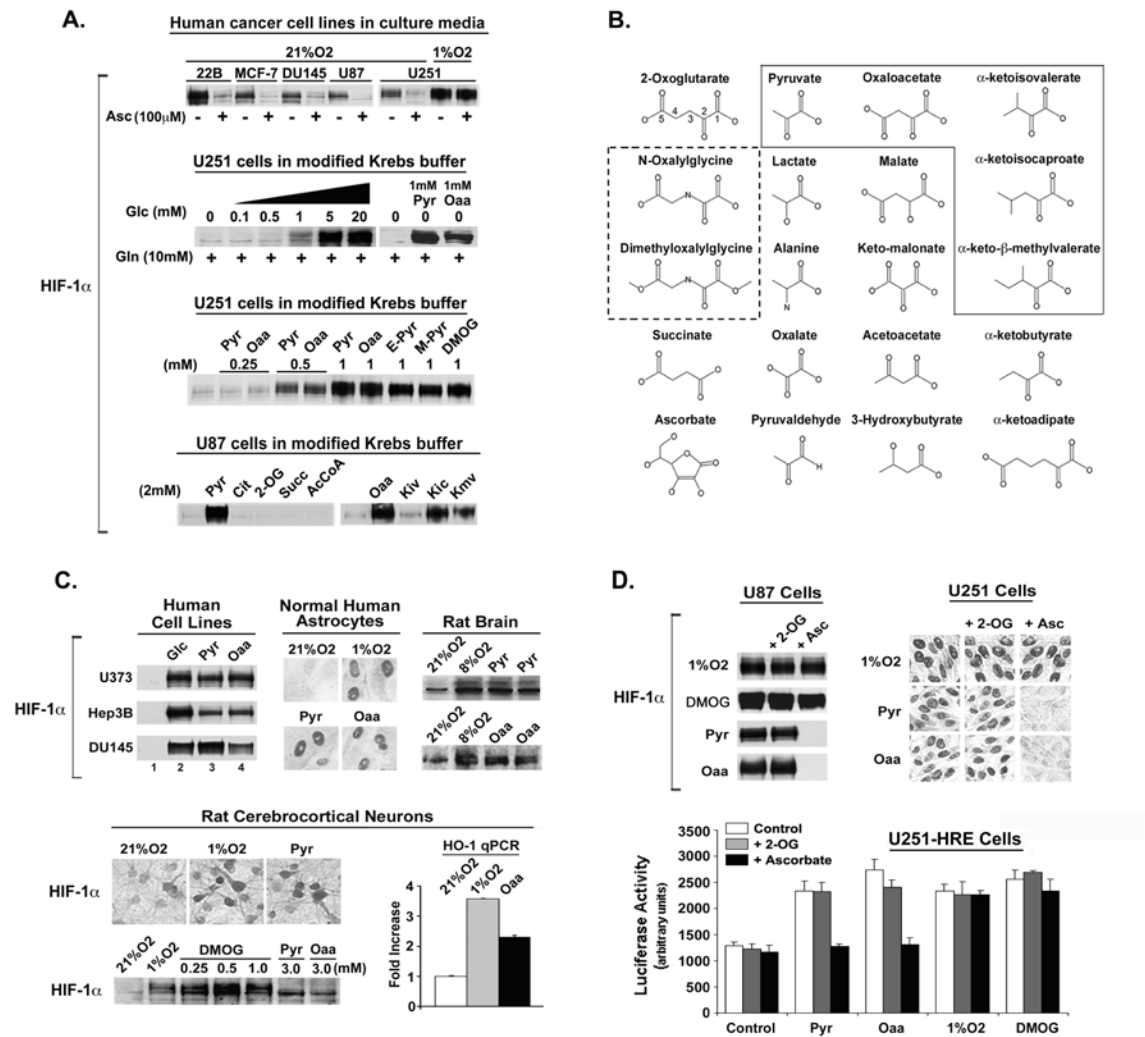 A.
Human cancer cell lines in culture media
21%O2 1%O2
22B MCF-7 DU145 U87 U251
Asc (100μM) - + - + - + - + - + - +
U251 cells in modified Krebs buffer
1mM 1mM
Pyr Oaa
Glc (mM) 0 0.1 0.5 1 5 20 0 0 0
Gln (10mM) + + + + + + + + +
HIF-1α
U251 cells in modified Krebs buffer
Pyr Oaa Pyr Oaa Pyr Oaa E-Pyr M-Pyr DMOG
(mM) 0.25 0.5 1 1 1 1 1
U87 cells in modified Krebs buffer
(2mM) Pyr Cit 2-OG Succ AcCoA Oaa Kiv Kic Kmv
B.
2-Oxoglutarate Pyruvate Oxaloacetate α-ketoisovalerate
O O O O O O O O O O O O O O O O
5 4 3 2 1
N-Oxalylglycine Lactate Malate α-ketoisocaproate
Dimethyloxalylglycine Alanine Keto-malonate α-keto-β-methylvalerate
Succinate Oxalate Acetoacetate α-ketobutyrate
Ascorbate Pyruvaldehyde 3-Hydroxybutyrate α-ketoadipate
C.
Human
Cell Lines
Glc Pyr Oaa
U373
HIF-1α Hep3B
DU145
1 2 3 4
Normal Human
Astrocytes
21%O2 1%O2
Pyr Oaa
Rat Brain
21%O2 8%O2 Pyr Pyr
21%O2 8%O2 Oaa Oaa
Rat Cerebrocortical Neurons
21%O2 1%O2 Pyr
HIF-1α
21%O2 1%O2 DMOG Pyr Oaa
0.25 0.5 1.0 3.0 3.0 (mM)
HIF-1α
HO-1 qPCR
21%O2 1%O2 Oaa
Fold Increase
4
3
2
1
0
D.
U87 Cells
+ 2-OG + Asc
1%O2
HIF-1α DMOG
Pyr
Oaa
U251 Cells
+ 2-OG + Asc
1%O2
Pyr
Oaa
U251-HRE Cells
Control
+ 2-OG
+ Ascorbate
Luciferase Activity
(arbitrary units)
3500
3000
2500
2000
1500
1000
500
0
Control Pyr Oaa 1%O2 DMOG